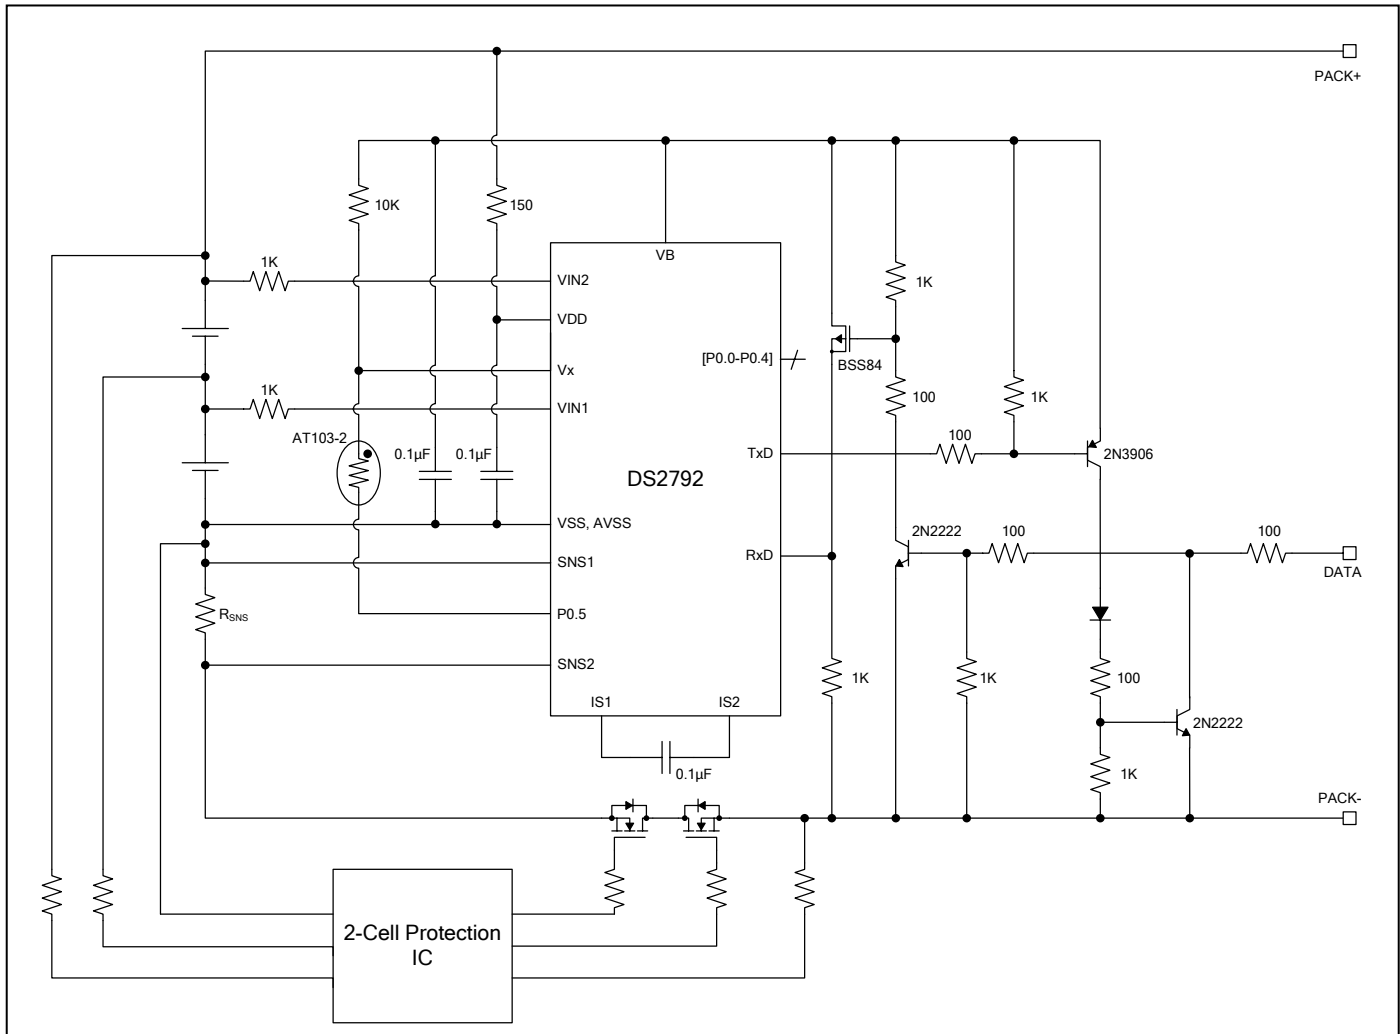 PACK+
10K
150
VB
1K
VIN2
1K
VDD
[P0.0-P0.4]
BSS84
Vx
1K
VIN1
100
1K
AT103-2
0.1µF
0.1µF
TxD
100
2N3906
DS2792
VSS, AVSS
2N2222
100
100
RxD
SNS1
DATA
RSNS
P0.5
SNS2
1K
1K
100
IS1
IS2
2N2222
0.1µF
1K
PACK-
2-Cell Protection
IC